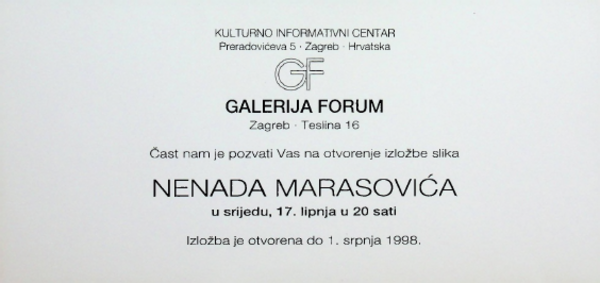 KULTURNO INFORMATIVNI CENTAR
Preradovićeva 5 · Zagreb · Hrvatska
GF
GALERIJA FORUM
Zagreb · Teslina 16
Čast nam je pozvati Vas na otvorenje izložbe slika
NENADA MARASOVIĆA
u srijedu, 17. lipnja u 20 sati
Izložba je otvorena do 1. srpnja 1998.